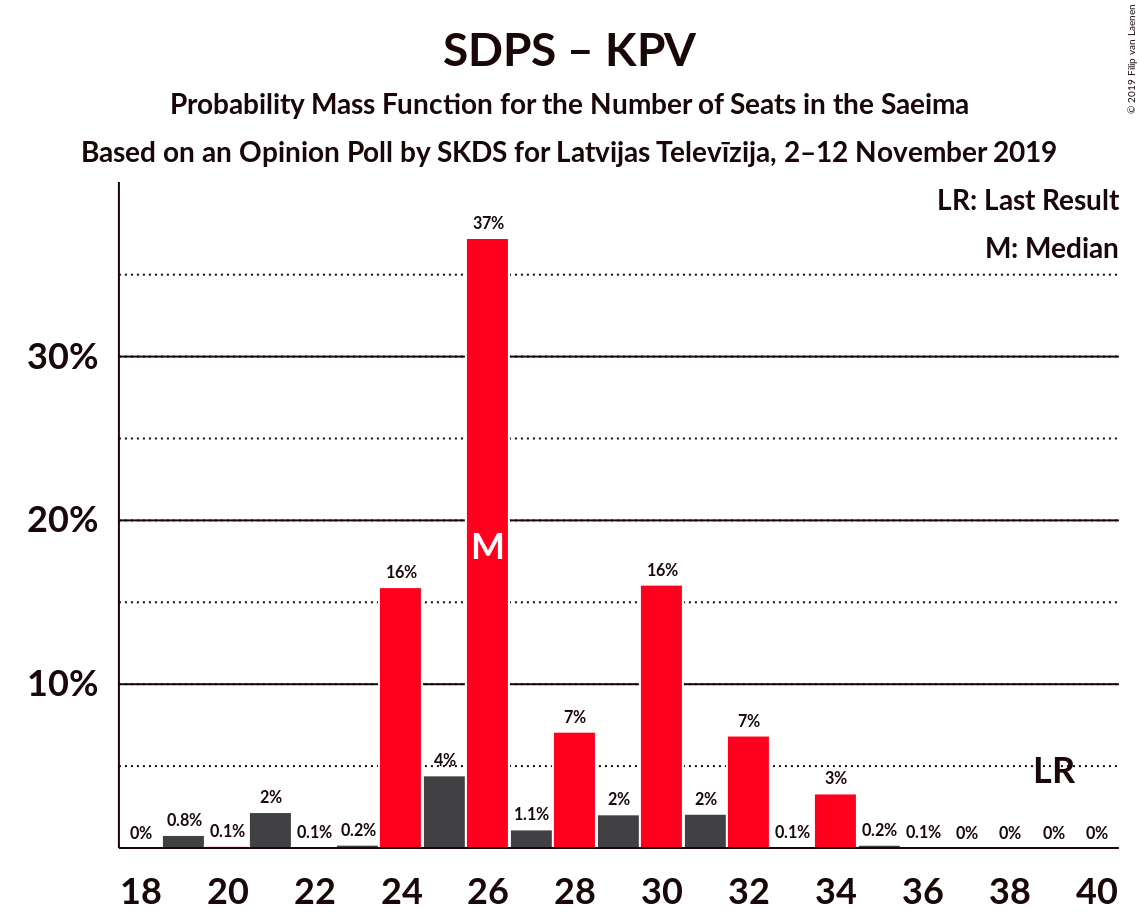 SDPS – KPV
Probability Mass Function for the Number of Seats in the Saeima
Based on an Opinion Poll by SKDS for Latvijas Televīzija, 2–12 November 2019
© 2019 Filip van Laenen
LR: Last Result
M: Median
30%
20%
10%
0% 0.8% 0.1% 2% 0.1% 0.2% 16% 4% 37% 1.1% 7% 2% 16% 2% 7% 0.1% 3% 0.2% 0.1% 0% 0% 0% 0%
M
LR
18 20 22 24 26 28 30 32 34 36 38 40